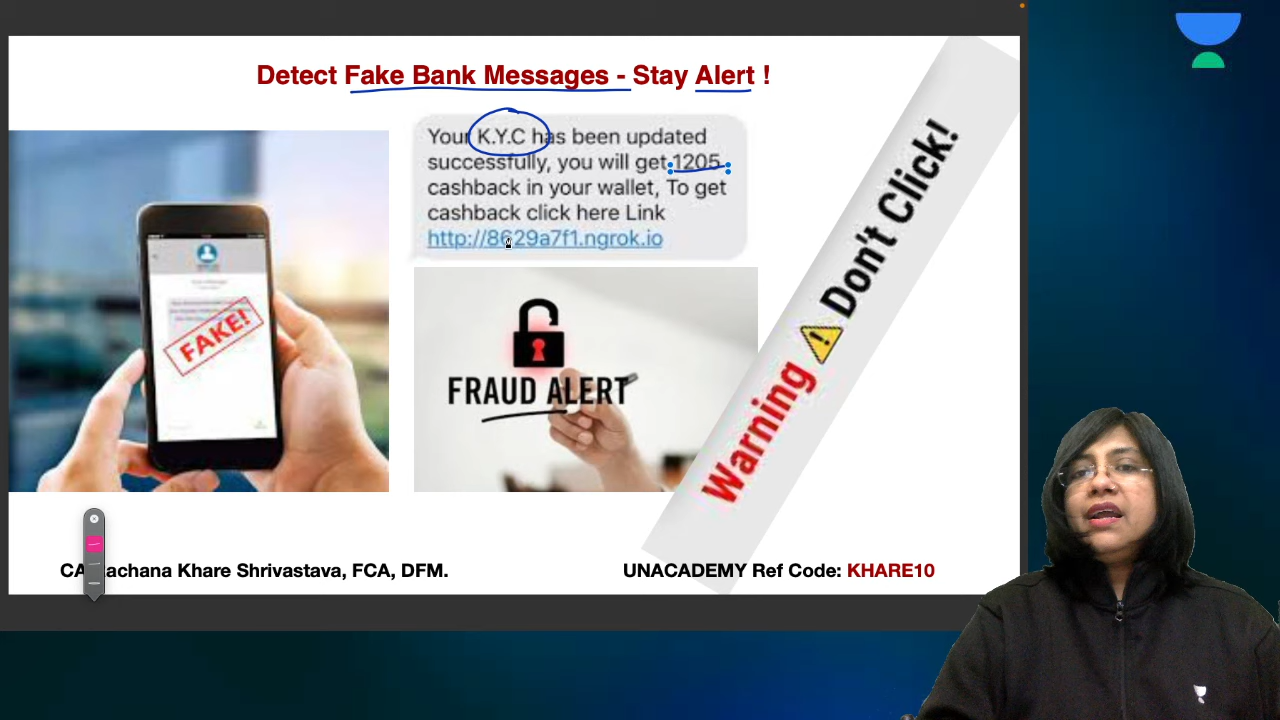 Detect Fake Bank Messages - Stay Alert !
Your K.Y.C has been updated
successfully, you will get 1205
cashback in your wallet, To get
cashback click here Link
http://8629a7f1.ngrok.io
FAKE!
FRAUD ALERT
Warning ⚠ Don't Click!
Khare Shrivastava, FCA, DFM.
UNACADEMY Ref Code: KHARE10